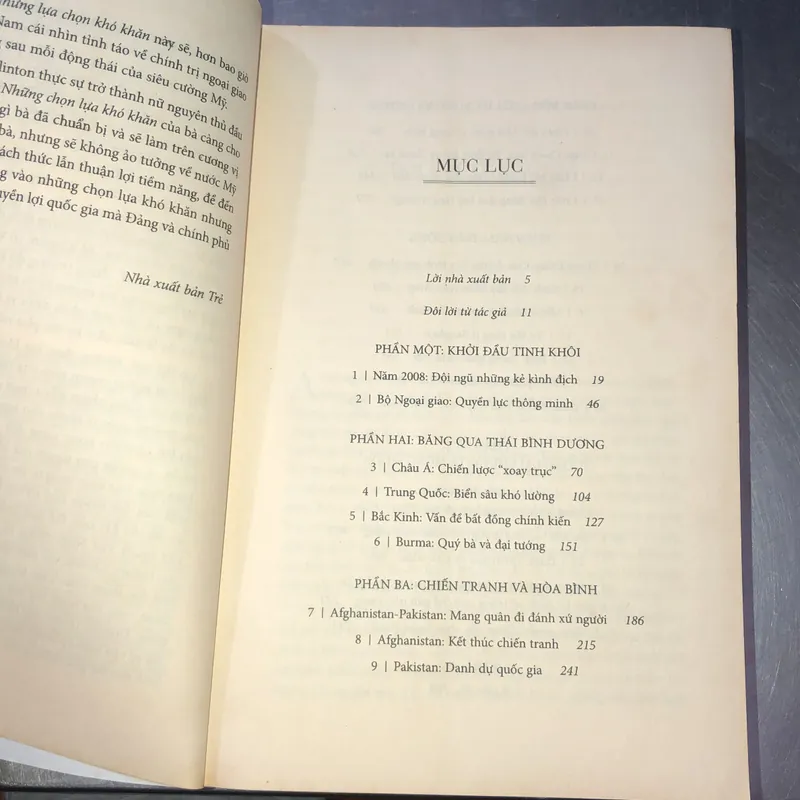 những lựa chọn khó khăn này sẽ, hơn bao giờ
Nam cái nhìn tỉnh táo về chính trị ngoại giao
sau mỗi động thái của siêu cường Mỹ.
linton thực sự trở thành nữ nguyên thủ đầu
Những chọn lựa khó khăn của bà càng cho
gì bà đã chuẩn bị và sẽ làm trên cương vị
bà, nhưng sẽ không ảo tưởng về nước Mỹ
ách thức lẫn thuận lợi tiềm năng, để đến
ng vào những chọn lựa khó khăn nhưng
uyền lợi quốc gia mà Đảng và chính phủ
Nhà xuất bản Trẻ
MỤC LỤC
Lời nhà xuất bản 5
Đôi lời từ tác giả 11
PHẦN MỘT: KHỞI ĐẦU TINH KHÔI
1 | Năm 2008: Đội ngũ những kẻ kình địch 19
2 | Bộ Ngoại giao: Quyền lực thông minh 46
PHẦN HAI: BĂNG QUA THÁI BÌNH DƯƠNG
3 | Châu Á: Chiến lược “xoay trục” 70
4 | Trung Quốc: Biển sâu khó lường 104
5 | Bắc Kinh: Vấn đề bất đồng chính kiến 127
6 | Burma: Quý bà và đại tướng 151
PHẦN BA: CHIẾN TRANH VÀ HÒA BÌNH
7 | Afghanistan-Pakistan: Mang quân đi đánh xứ người 186
8 | Afghanistan: Kết thúc chiến tranh 215
9 | Pakistan: Danh dự quốc gia 241